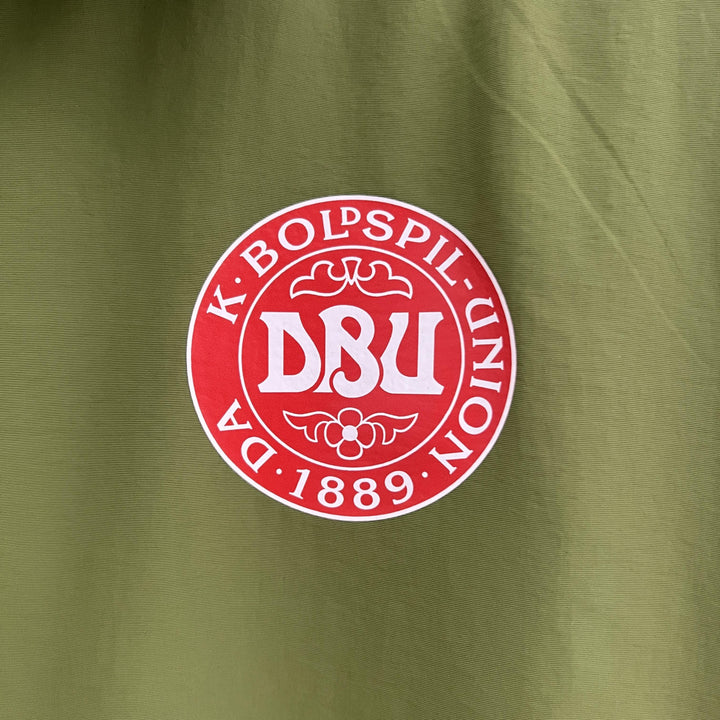 DA K · BOLDSPIL-UNION
DBU
· 1889 ·